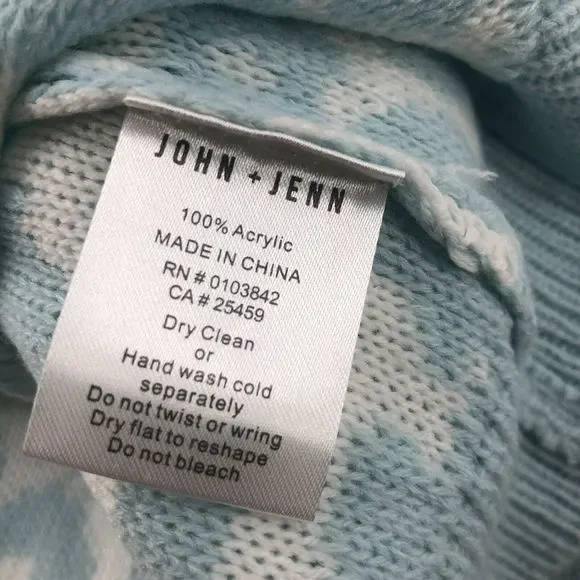 JOHN + JENN
100% Acrylic
MADE IN CHINA
RN # 0103842
CA # 25459
Dry Clean
or
Hand wash cold
separately
Do not twist or wring
Dry flat to reshape
Do not bleach